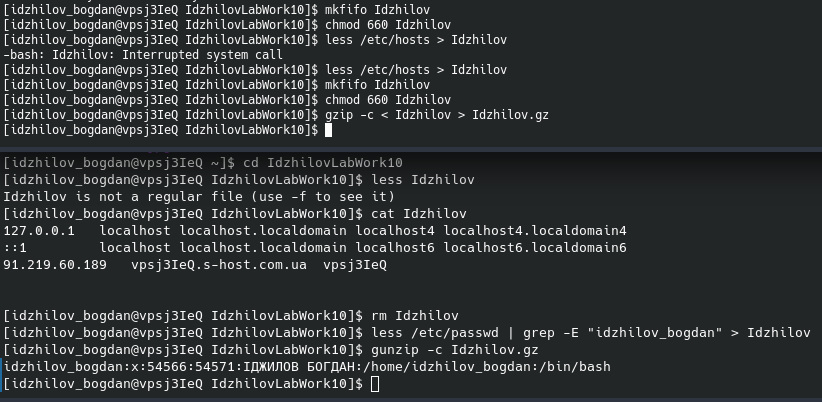 [idzhilov_bogdan@vpsj3IeQ IdzhilovLabWork10]$ mkfifo Idzhilov
[idzhilov_bogdan@vpsj3IeQ IdzhilovLabWork10]$ chmod 660 Idzhilov
[idzhilov_bogdan@vpsj3IeQ IdzhilovLabWork10]$ less /etc/hosts > Idzhilov
-bash: Idzhilov: Interrupted system call
[idzhilov_bogdan@vpsj3IeQ IdzhilovLabWork10]$ less /etc/hosts > Idzhilov
[idzhilov_bogdan@vpsj3IeQ IdzhilovLabWork10]$ mkfifo Idzhilov
[idzhilov_bogdan@vpsj3IeQ IdzhilovLabWork10]$ chmod 660 Idzhilov
[idzhilov_bogdan@vpsj3IeQ IdzhilovLabWork10]$ gzip -c < Idzhilov > Idzhilov.gz
[idzhilov_bogdan@vpsj3IeQ IdzhilovLabWork10]$
[idzhilov_bogdan@vpsj3IeQ ~]$ cd IdzhilovLabWork10
[idzhilov_bogdan@vpsj3IeQ IdzhilovLabWork10]$ less Idzhilov
Idzhilov is not a regular file (use -f to see it)
[idzhilov_bogdan@vpsj3IeQ IdzhilovLabWork10]$ cat Idzhilov
127.0.0.1   localhost localhost.localdomain localhost4 localhost4.localdomain4
::1         localhost localhost.localdomain localhost6 localhost6.localdomain6
91.219.60.189   vpsj3IeQ.s-host.com.ua  vpsj3IeQ
[idzhilov_bogdan@vpsj3IeQ IdzhilovLabWork10]$ rm Idzhilov
[idzhilov_bogdan@vpsj3IeQ IdzhilovLabWork10]$ less /etc/passwd | grep -E "idzhilov_bogdan" > Idzhilov
[idzhilov_bogdan@vpsj3IeQ IdzhilovLabWork10]$ gunzip -c Idzhilov.gz
idzhilov_bogdan:x:54566:54571:ІДЖИЛОВ БОГДАН:/home/idzhilov_bogdan:/bin/bash
[idzhilov_bogdan@vpsj3IeQ IdzhilovLabWork10]$